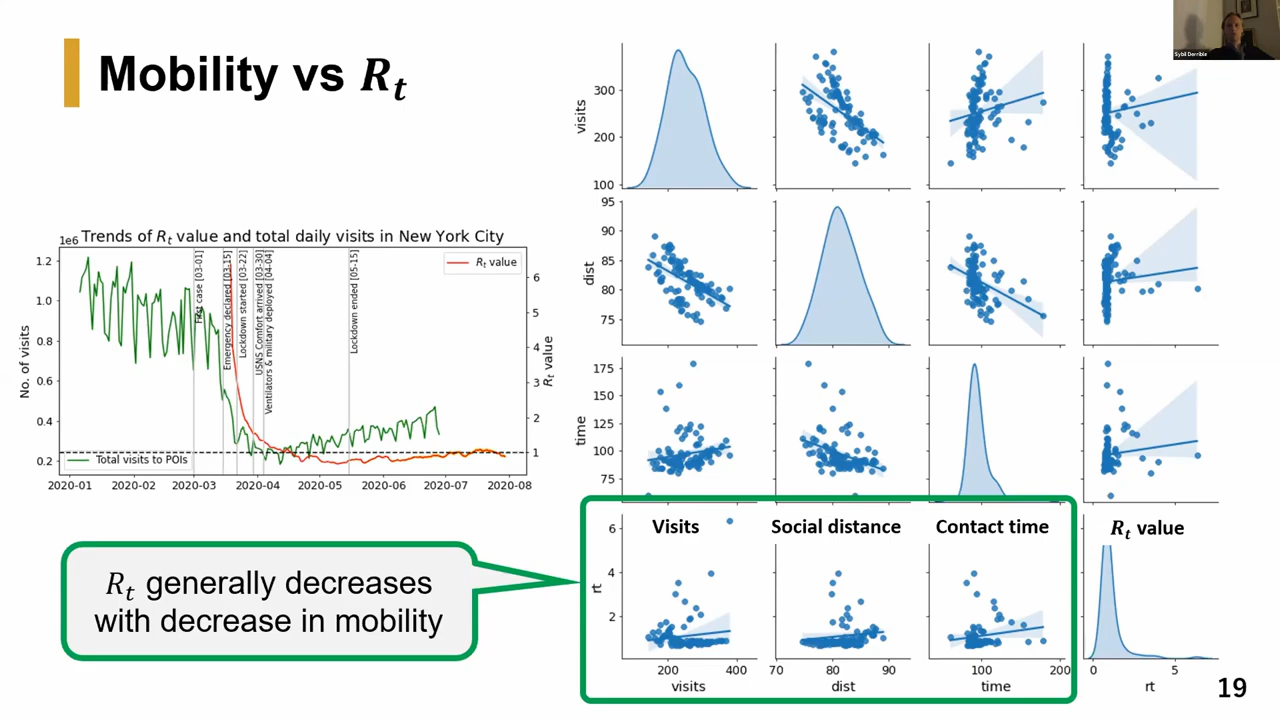 Mobility vs Rt
Sybil Derrible
Trends of Rt value and total daily visits in New York City
1e6
Rt value
Total visits to POIs
First case [03-01]
Emergency declared [03-15]
Lockdown started [03-22]
USNS Comfort arrived [03-30]
Ventilators & military deployed [04-04]
Lockdown ended [05-15]
No. of visits
1.2
1.0
0.8
0.6
0.4
0.2
6
5
4
3
2
1
Rt value
2020-01 2020-02 2020-03 2020-04 2020-05 2020-06 2020-07 2020-08
Rt generally decreases
with decrease in mobility
visits
300
200
100
dist
95
90
85
80
75
time
175
150
125
100
75
Visits Social distance Contact time Rt value
rt
6
4
2
200 400 70 80 90 100 200 0 5
visits dist time rt
19